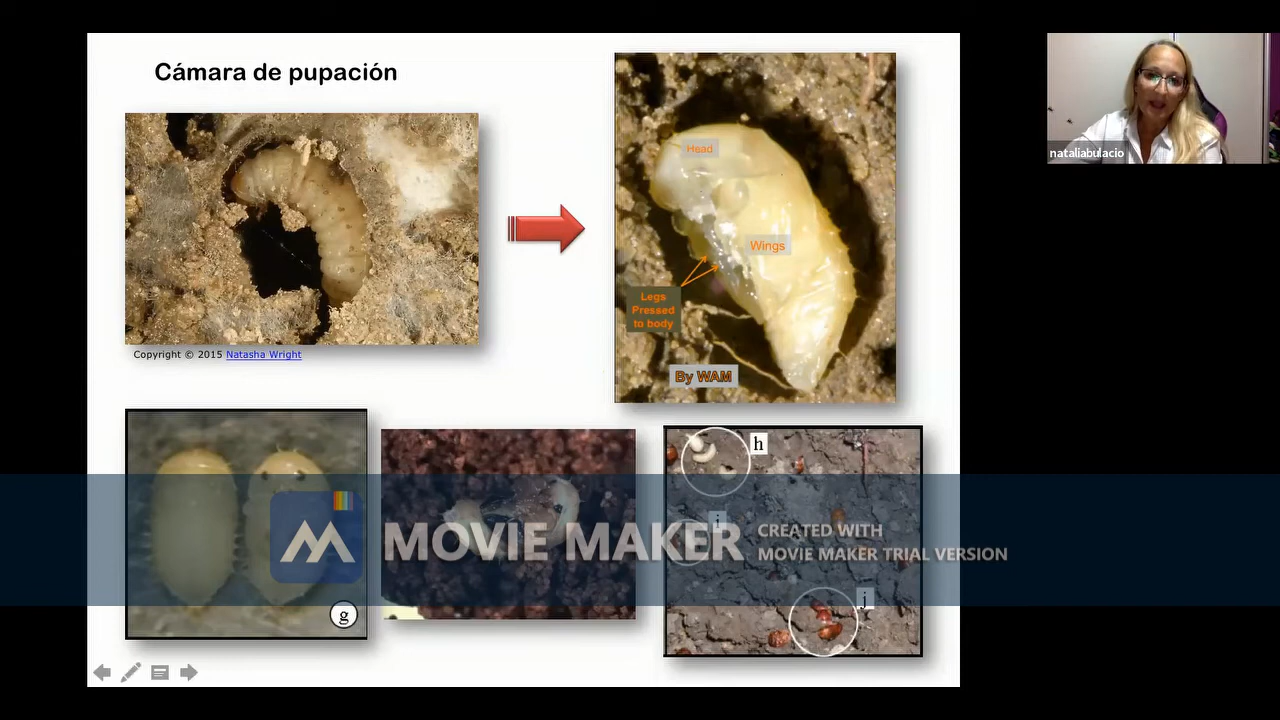 Cámara de pupación
nataliabulacio
Head
Wings
Legs
Pressed
to body
By WAM
Copyright © 2015 Natasha Wright
h
i
MOVIE MAKER
CREATED WITH
MOVIE MAKER TRIAL VERSION
j
g